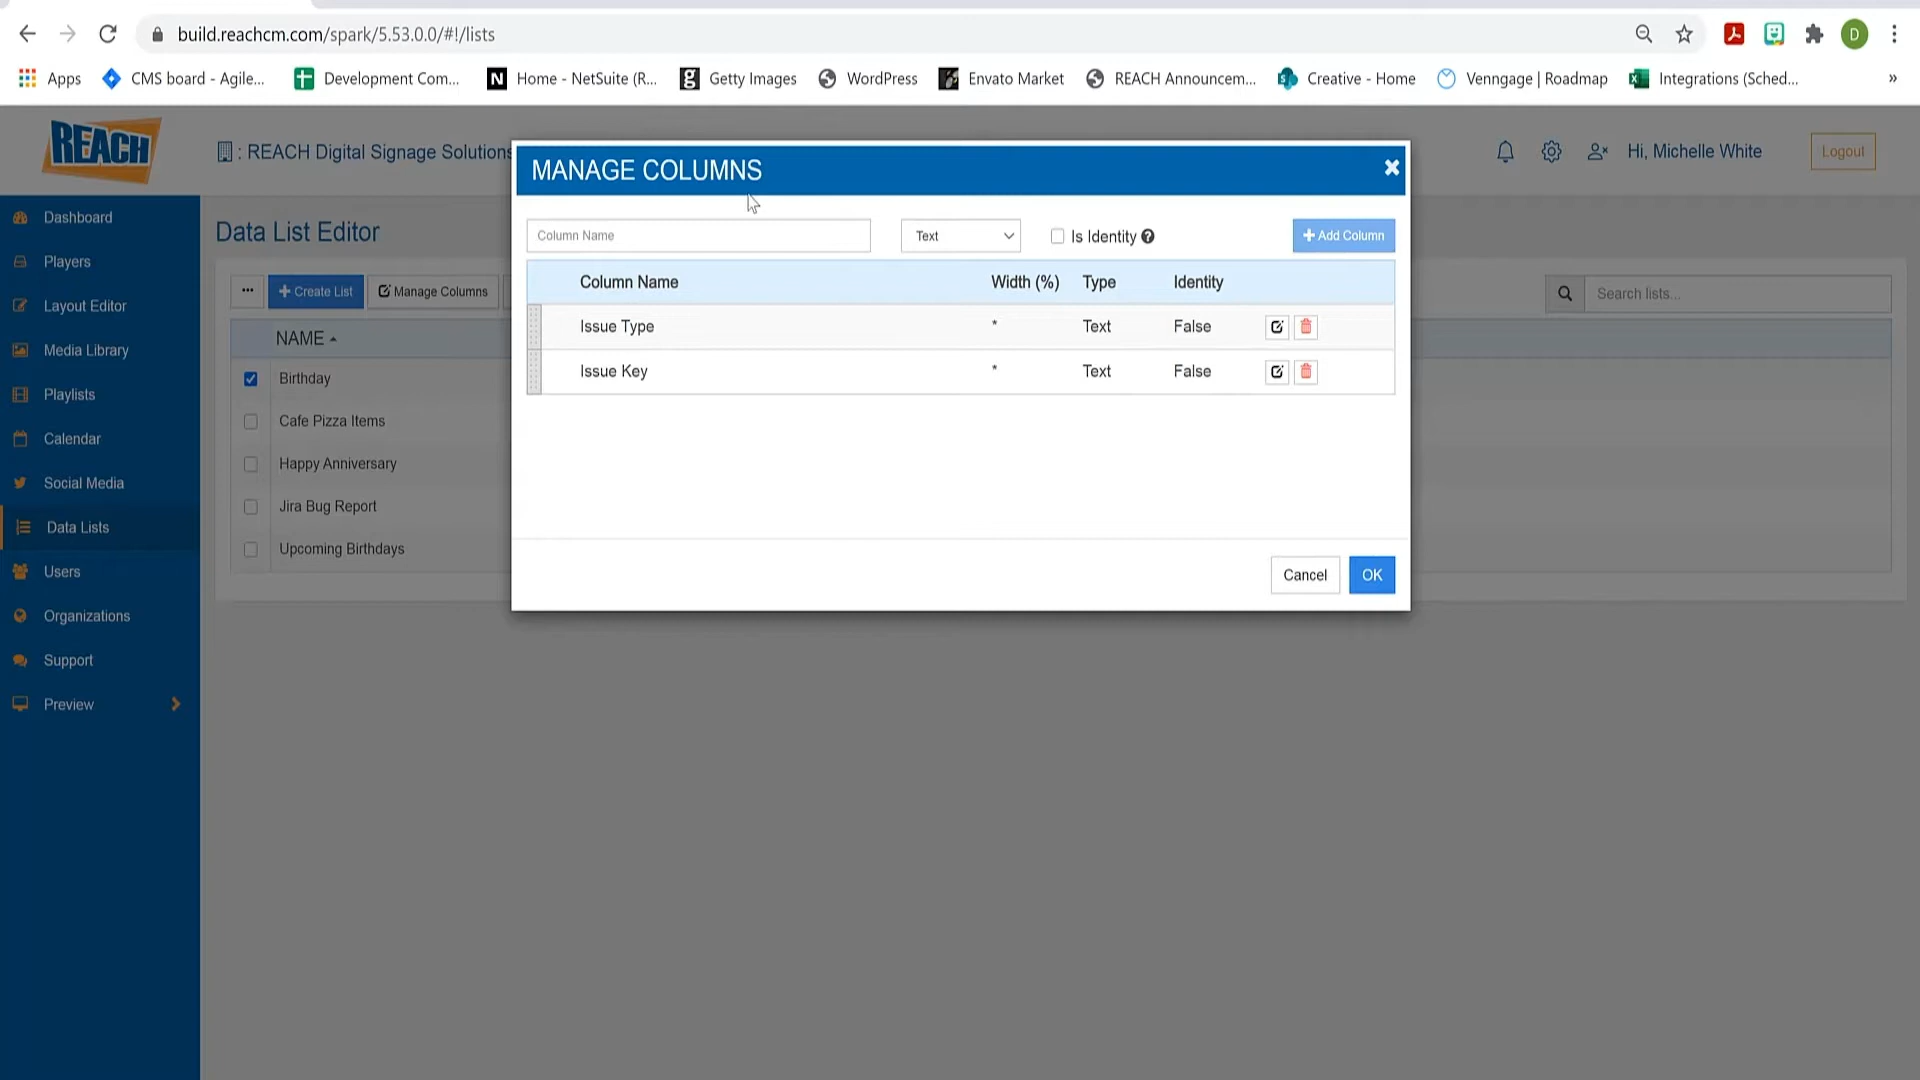 build.reachcm.com/spark/5.53.0.0/#!/lists
D
Apps
CMS board - Agile...
Development Com...
N Home - NetSuite (R...
Getty Images
WordPress
Envato Market
REACH Announcem...
Creative - Home
Venngage | Roadmap
Integrations (Sched...
»
REACH
: REACH Digital Signage Solutions
Hi, Michelle White
Logout
MANAGE COLUMNS
Dashboard
Players
Layout Editor
Media Library
Playlists
Calendar
Social Media
Data Lists
Users
Organizations
Support
Preview
Data List Editor
... + Create List Manage Columns
Search lists...
NAME
Birthday
Cafe Pizza Items
Happy Anniversary
Jira Bug Report
Upcoming Birthdays
Column Name Text Is Identity ? + Add Column
Column Name Width (%) Type Identity
Issue Type * Text False
Issue Key * Text False
Cancel OK